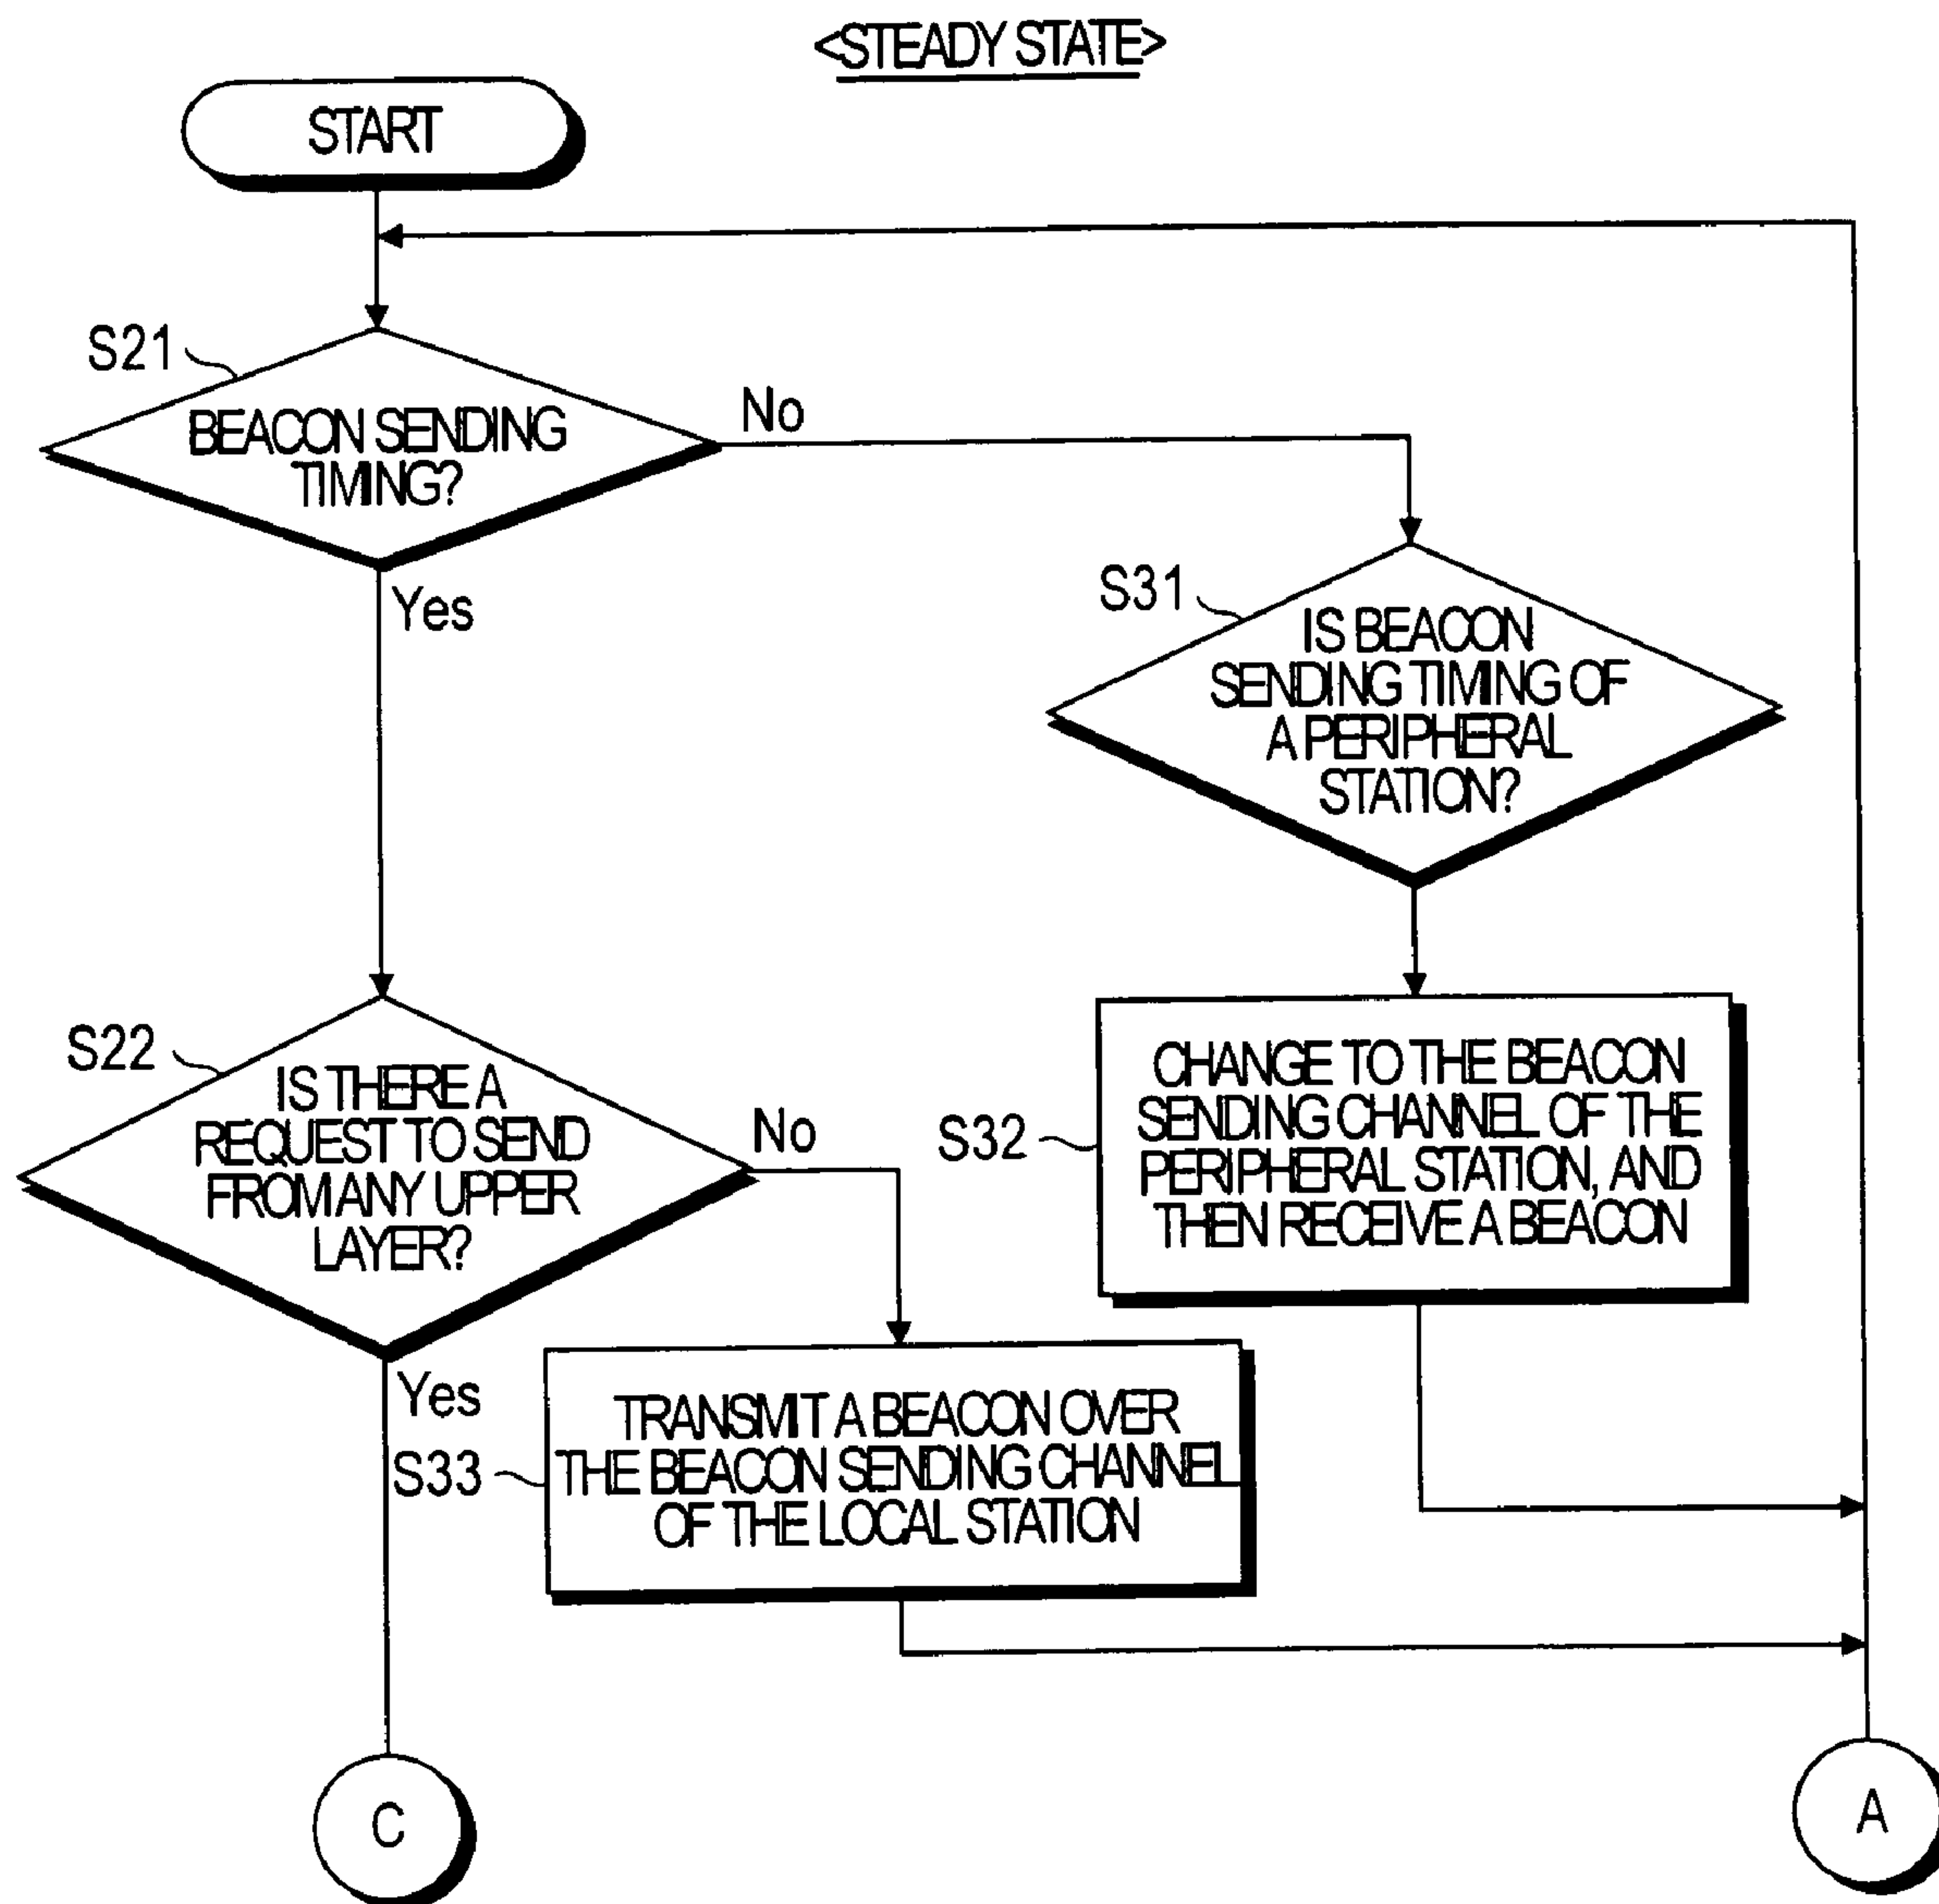 <STEADY STATE>
START
S21
BEACON SENDING
TIMING?
No
Yes
S31
IS BEACON
SENDING TIMING OF
A PERIPHERAL
STATION?
S22
IS THERE A
REQUEST TO SEND
FROM ANY UPPER
LAYER?
No
Yes
S32
CHANGE TO THE BEACON
SENDING CHANNEL OF THE
PERIPHERAL STATION, AND
THEN RECEIVE A BEACON
S33
TRANSMIT A BEACON OVER
THE BEACON SENDING CHANNEL
OF THE LOCAL STATION
C
A